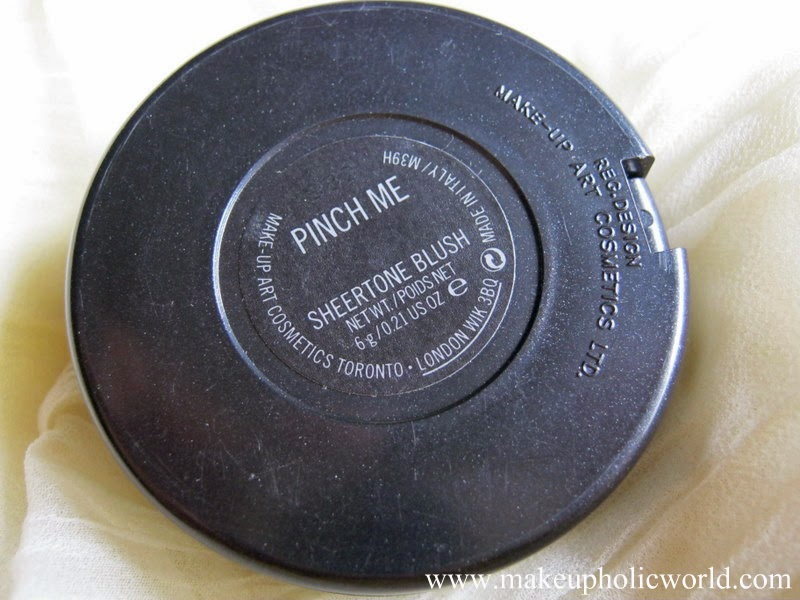 PINCH ME
SHEERTONE BLUSH
NET WT./POIDS.NET
6 g/0.21 US OZ e
MAKE-UP ART COSMETICS TORONTO · LONDON W1K 3BQ MADE IN ITALY/ M39H
REG.DESIGN
MAKE-UP ART COSMETICS LTD.
www.makeupholicworld.com